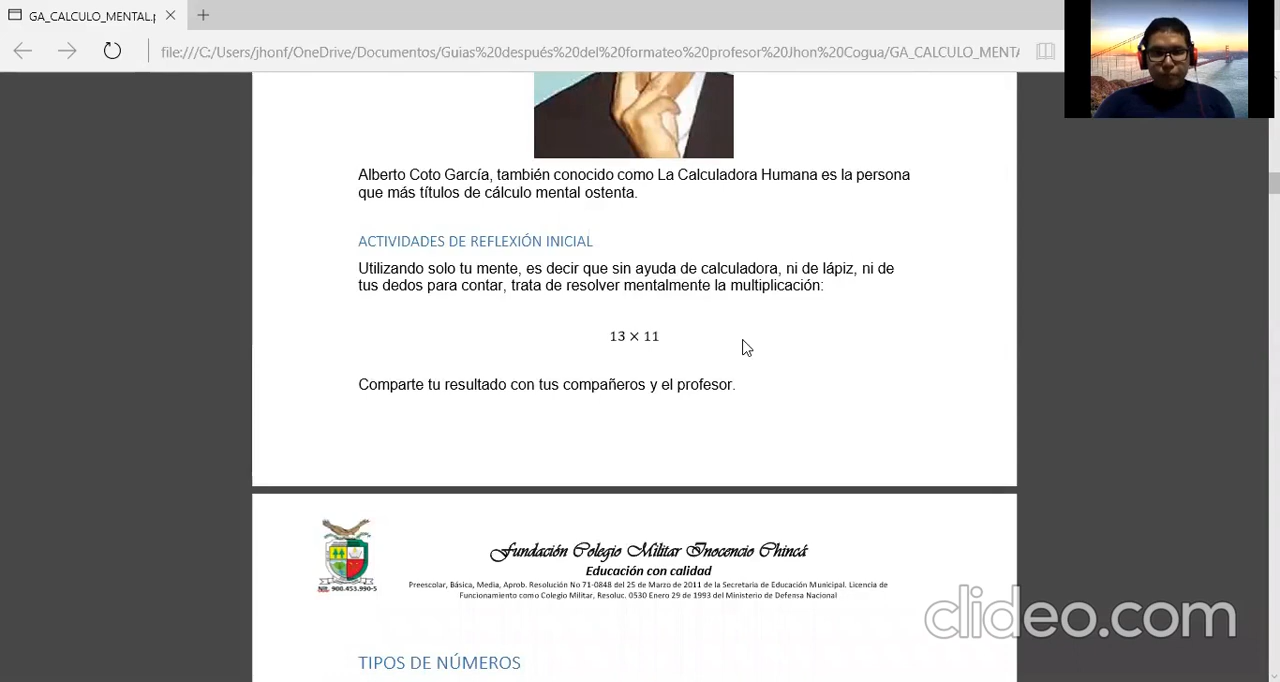 GA_CALCULO_MENTAL.p
file:///C:/Users/jhonf/OneDrive/Documentos/Guias%20después%20del%20formateo%20profesor%20Jhon%20Cogua/GA_CALCULO_MENTA
Alberto Coto García, también conocido como La Calculadora Humana es la persona
que más títulos de cálculo mental ostenta.
ACTIVIDADES DE REFLEXIÓN INICIAL
Utilizando solo tu mente, es decir que sin ayuda de calculadora, ni de lápiz, ni de
tus dedos para contar, trata de resolver mentalmente la multiplicación:
13 × 11
Comparte tu resultado con tus compañeros y el profesor.
NIT. 900.453.990-5
Fundación Colegio Militar Inocencio Chincá
Educación con calidad
Preescolar, Básica, Media, Aprob. Resolución No 71-0848 del 25 de Marzo de 2011 de la Secretaria de Educación Municipal. Licencia de
Funcionamiento como Colegio Militar, Resoluc. 0530 Enero 29 de 1993 del Ministerio de Defensa Nacional
clideo.com
TIPOS DE NÚMEROS